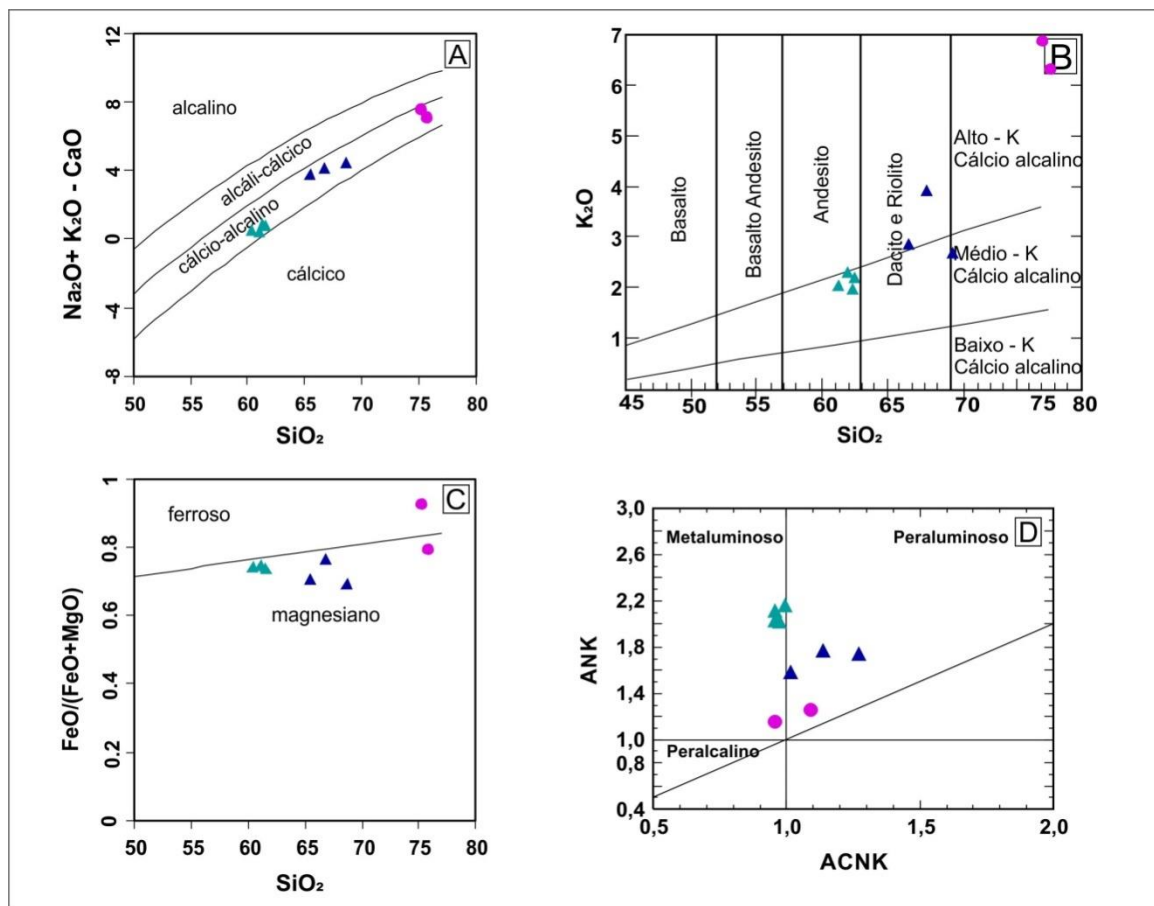 A
12
8
4
0
-4
-8
Na₂O+ K₂O - CaO
alcalino
alcáli-cálcico
cálcio-alcalino
cálcico
50
55
60
65
70
75
80
SiO₂
B
7
6
5
4
3
2
1
K₂O
Basalto
Basalto Andesito
Andesito
Dacito e Riolito
Alto - K
Cálcio alcalino
Médio - K
Cálcio alcalino
Baixo - K
Cálcio alcalino
45
50
55
60
65
70
75
80
SiO₂
C
1
0.8
0.6
0.4
0.2
0
FeO/(FeO+MgO)
ferroso
magnesiano
50
55
60
65
70
75
80
SiO₂
D
3,0
2,6
2,2
1,8
1,4
1,0
0,8
0,4
ANK
Metaluminoso
Peraluminoso
Peralcalino
0,5
1,0
1,5
2,0
ACNK